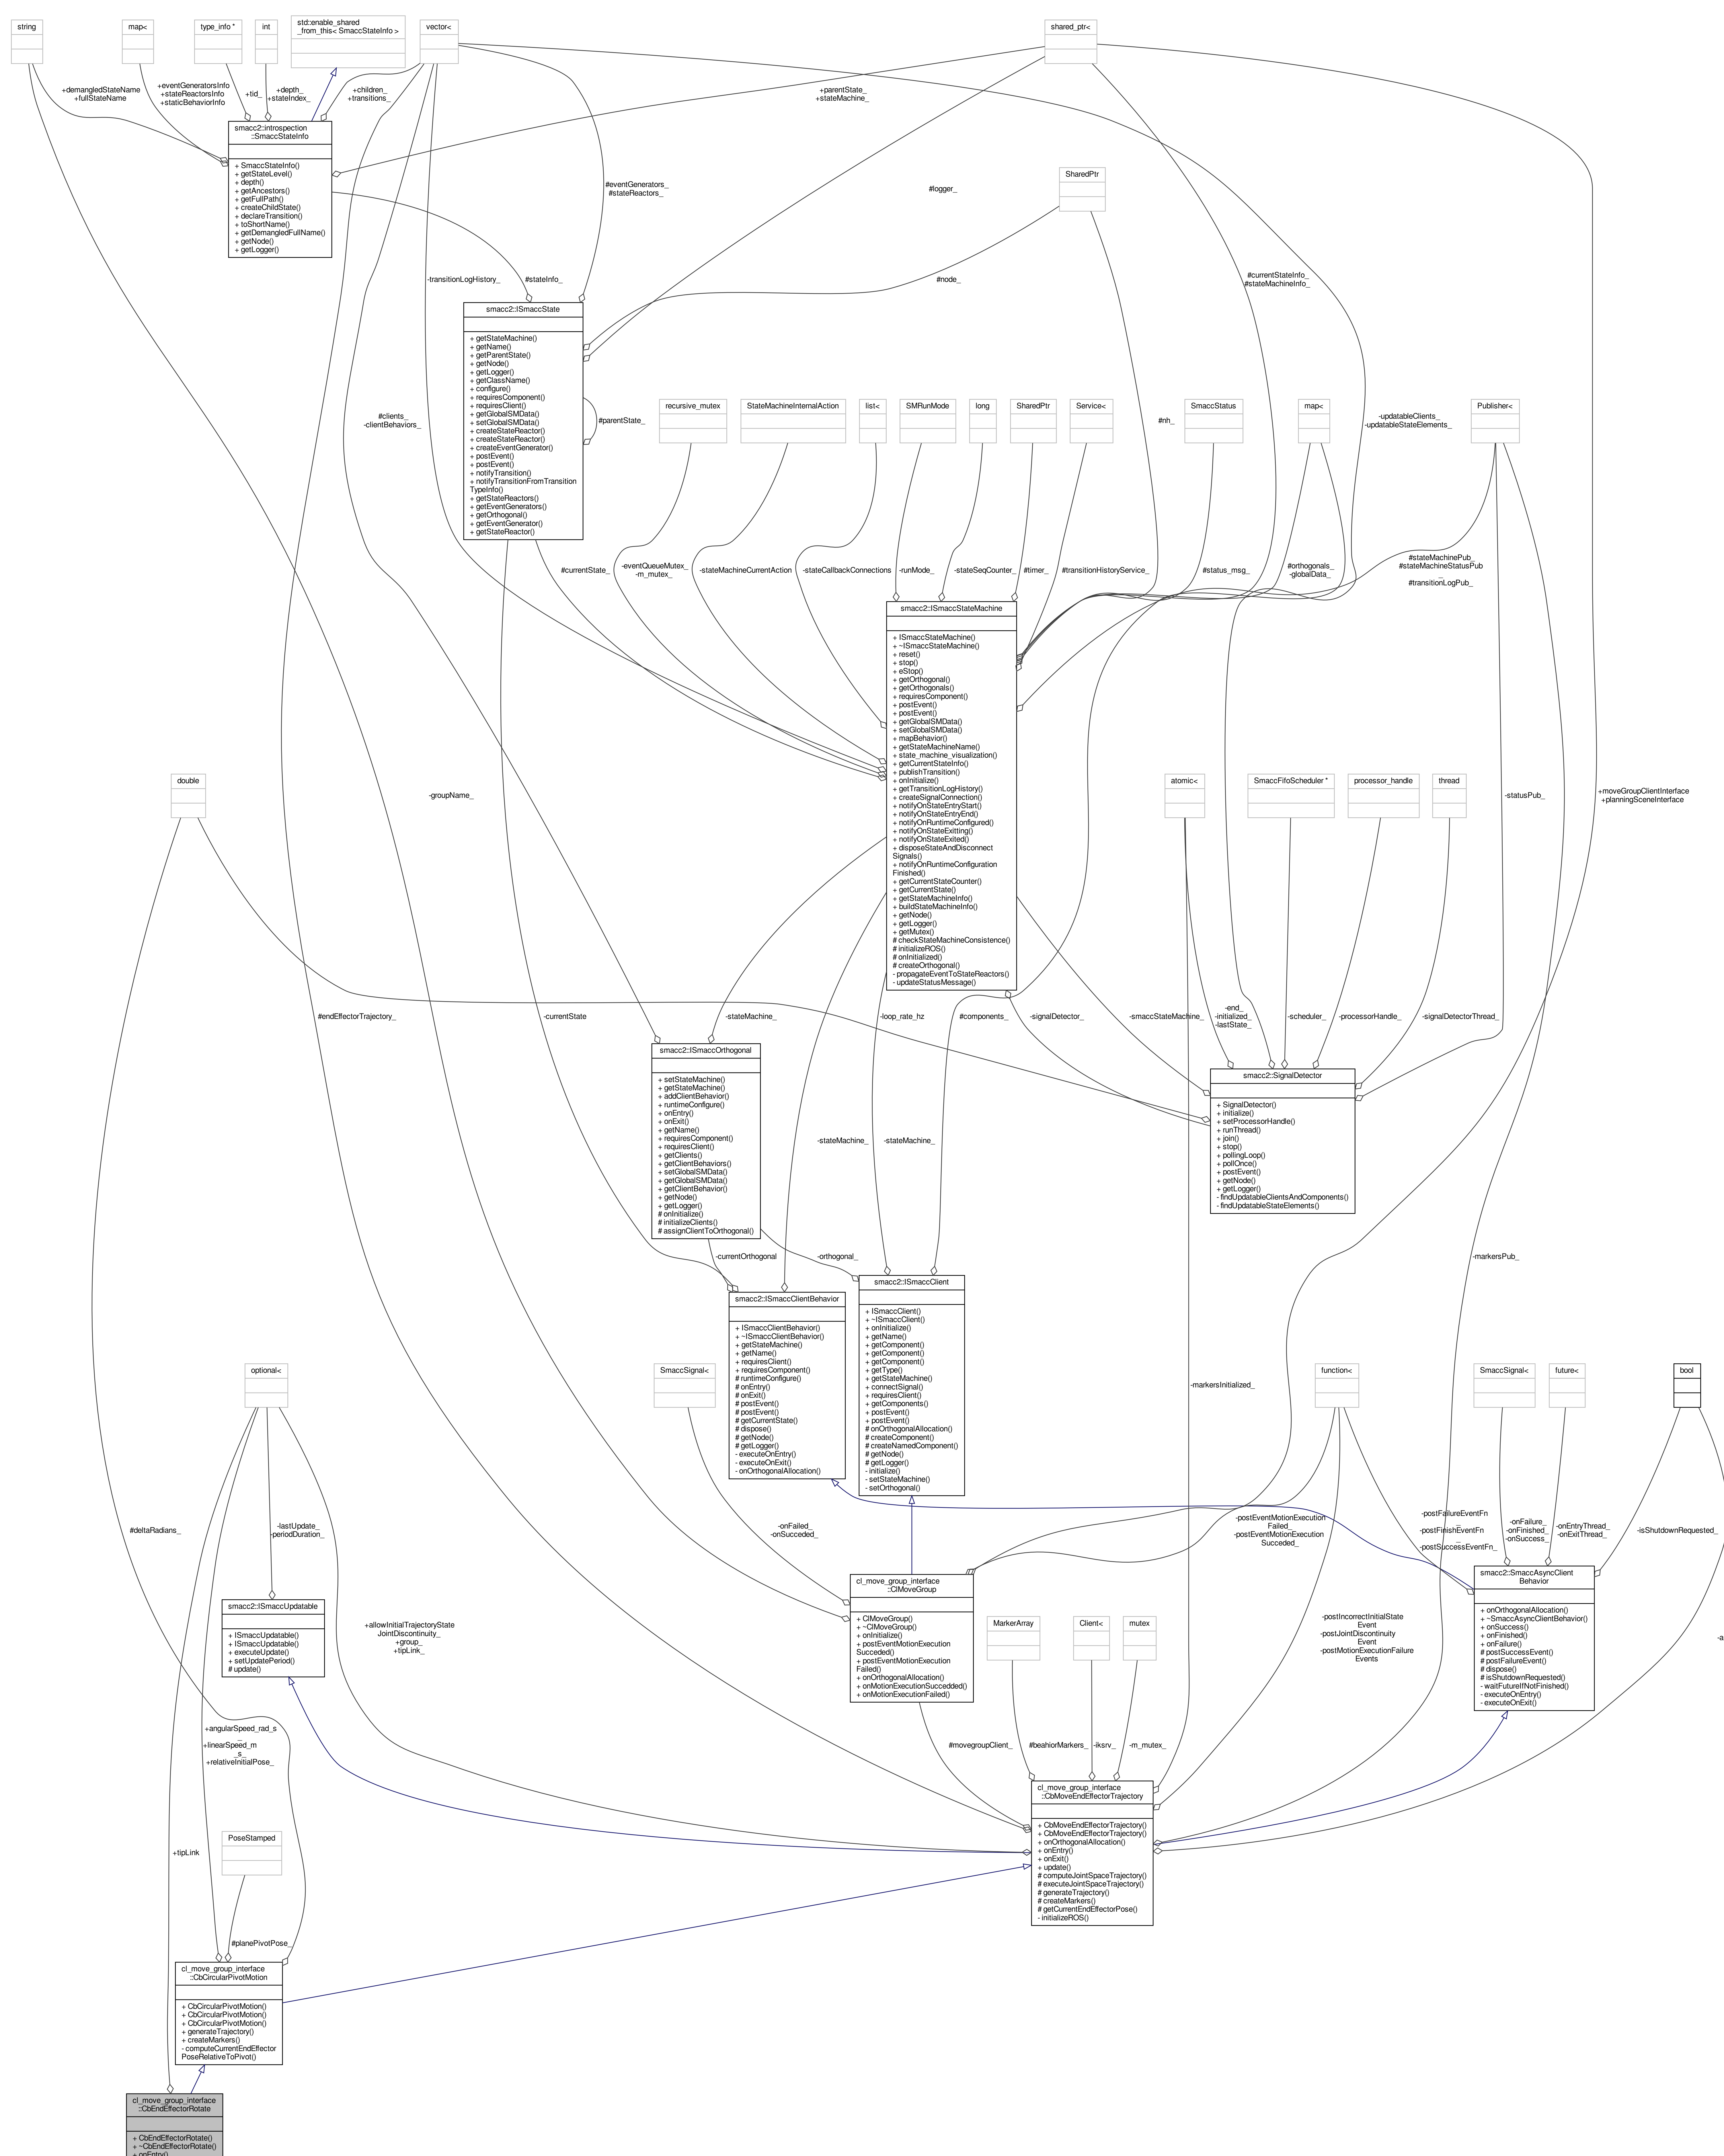 string
map<
type_info *
int
std::enable_shared
_from_this< SmaccStateInfo >
vector<
shared_ptr<
+demangledStateName
+fullStateName
+eventGeneratorsInfo
+stateReactorsInfo
+staticBehaviorInfo
+tid_
+depth_
+stateIndex_
+children_
+transitions_
+parentState_
+stateMachine_
smacc2::introspection
::SmaccStateInfo
+ SmaccStateInfo()
+ getStateLevel()
+ depth()
+ getAncestors()
+ getFullPath()
+ createChildState()
+ declareTransition()
+ toShortName()
+ getDemangledFullName()
+ getNode()
+ getLogger()
SharedPtr
#eventGenerators_
#stateReactors_
#logger_
-transitionLogHistory_
#stateInfo_
#node_
#currentStateInfo_
#stateMachineInfo_
smacc2::ISmaccState
+ getStateMachine()
+ getName()
+ getParentState()
+ getNode()
+ getLogger()
+ getClassName()
+ configure()
+ requiresComponent()
+ requiresClient()
+ getGlobalSMData()
+ setGlobalSMData()
+ createStateReactor()
+ createStateReactor()
+ createEventGenerator()
+ postEvent()
+ postEvent()
+ notifyTransition()
+ notifyTransitionFromTransition
TypeInfo()
+ getStateReactors()
+ getEventGenerators()
+ getOrthogonal()
+ getEventGenerator()
+ getStateReactor()
#parentState_
#clients_
-clientBehaviors_
recursive_mutex
StateMachineInternalAction
list<
SMRunMode
long
SharedPtr
Service<
#nh_
SmaccStatus
map<
-updatableClients_
-updatableStateElements_
Publisher<
#currentState_
-eventQueueMutex_
-m_mutex_
-stateMachineCurrentAction
-stateCallbackConnections
-runMode_
-stateSeqCounter_
#timer_
#transitionHistoryService_
#status_msg_
#orthogonals_
-globalData_
#stateMachinePub_
#stateMachineStatusPub
_
#transitionLogPub_
smacc2::ISmaccStateMachine
+ ISmaccStateMachine()
+ ~ISmaccStateMachine()
+ reset()
+ stop()
+ eStop()
+ getOrthogonal()
+ getOrthogonals()
+ requiresComponent()
+ postEvent()
+ postEvent()
+ getGlobalSMData()
+ setGlobalSMData()
+ mapBehavior()
+ getStateMachineName()
+ state_machine_visualization()
+ getCurrentStateInfo()
+ publishTransition()
+ onInitialize()
+ getTransitionLogHistory()
+ createSignalConnection()
+ notifyOnStateEntryStart()
+ notifyOnStateEntryEnd()
+ notifyOnRuntimeConfigured()
+ notifyOnStateExitting()
+ notifyOnStateExited()
+ disposeStateAndDisconnect
Signals()
+ notifyOnRuntimeConfiguration
Finished()
+ getCurrentStateCounter()
+ getCurrentState()
+ getStateMachineInfo()
+ buildStateMachineInfo()
+ getNode()
+ getLogger()
+ getMutex()
# checkStateMachineConsistence()
# initializeROS()
# onInitialized()
# createOrthogonal()
- propagateEventToStateReactors()
- updateStatusMessage()
double
-groupName_
atomic<
SmaccFifoScheduler *
processor_handle
thread
-statusPub_
+moveGroupClientInterface
+planningSceneInterface
#endEffectorTrajectory_
-currentState
-stateMachine_
-loop_rate_hz
#components_
-signalDetector_
-smaccStateMachine_
-end_
-initialized_
-lastState_
-scheduler_
-processorHandle_
-signalDetectorThread_
smacc2::ISmaccOrthogonal
+ setStateMachine()
+ getStateMachine()
+ addClientBehavior()
+ runtimeConfigure()
+ onEntry()
+ onExit()
+ getName()
+ requiresComponent()
+ requiresClient()
+ getClients()
+ getClientBehaviors()
+ setGlobalSMData()
+ getGlobalSMData()
+ getClientBehavior()
+ getNode()
+ getLogger()
# onInitialize()
# initializeClients()
# assignClientToOrthogonal()
-stateMachine_
-stateMachine_
smacc2::SignalDetector
+ SignalDetector()
+ initialize()
+ setProcessorHandle()
+ runThread()
+ join()
+ stop()
+ pollingLoop()
+ pollOnce()
+ postEvent()
+ getNode()
+ getLogger()
- findUpdatableClientsAndComponents()
- findUpdatableStateElements()
-currentOrthogonal
-orthogonal_
-markersPub_
smacc2::ISmaccClientBehavior
+ ISmaccClientBehavior()
+ ~ISmaccClientBehavior()
+ getStateMachine()
+ getName()
+ requiresClient()
+ requiresComponent()
# runtimeConfigure()
# onEntry()
# onExit()
# postEvent()
# postEvent()
# getCurrentState()
# dispose()
# getNode()
# getLogger()
- executeOnEntry()
- executeOnExit()
- onOrthogonalAllocation()
smacc2::ISmaccClient
+ ISmaccClient()
+ ~ISmaccClient()
+ onInitialize()
+ getName()
+ getComponent()
+ getComponent()
+ getComponent()
+ getType()
+ getStateMachine()
+ connectSignal()
+ requiresClient()
+ getComponents()
+ postEvent()
+ postEvent()
# onOrthogonalAllocation()
# createComponent()
# createNamedComponent()
# getNode()
# getLogger()
- initialize()
- setStateMachine()
- setOrthogonal()
optional<
SmaccSignal<
-markersInitialized_
function<
SmaccSignal<
future<
bool
#deltaRadians_
-lastUpdate_
-periodDuration_
-onFailed_
-onSucceded_
-postEventMotionExecution
Failed_
-postEventMotionExecution
Succeded_
-postFailureEventFn
_
-postFinishEventFn
_
-postSuccessEventFn_
-onFailure_
-onFinished_
-onSuccess_
-onEntryThread_
-onExitThread_
-isShutdownRequested_
smacc2::ISmaccUpdatable
+ ISmaccUpdatable()
+ ISmaccUpdatable()
+ executeUpdate()
+ setUpdatePeriod()
# update()
+allowInitialTrajectoryState
JointDiscontinuity_
+group_
+tipLink_
cl_move_group_interface
::ClMoveGroup
+ ClMoveGroup()
+ ~ClMoveGroup()
+ onInitialize()
+ postEventMotionExecution
Succeded()
+ postEventMotionExecution
Failed()
+ onOrthogonalAllocation()
+ onMotionExecutionSuccedded()
+ onMotionExecutionFailed()
MarkerArray
Client<
mutex
-postIncorrectInitialState
Event
-postJointDiscontinuity
Event
-postMotionExecutionFailure
Events
smacc2::SmaccAsyncClient
Behavior
+ onOrthogonalAllocation()
+ ~SmaccAsyncClientBehavior()
+ onSuccess()
+ onFinished()
+ onFailure()
# postSuccessEvent()
# postFailureEvent()
# dispose()
# isShutdownRequested()
- waitFutureIfNotFinished()
- executeOnEntry()
- executeOnExit()
-a
+angularSpeed_rad_s
_
+linearSpeed_m
_s_
+relativeInitialPose_
#movegroupClient_
#beahiorMarkers_
-iksrv_
-m_mutex_
cl_move_group_interface
::CbMoveEndEffectorTrajectory
+ CbMoveEndEffectorTrajectory()
+ CbMoveEndEffectorTrajectory()
+ onOrthogonalAllocation()
+ onEntry()
+ onExit()
+ update()
# computeJointSpaceTrajectory()
# executeJointSpaceTrajectory()
# generateTrajectory()
# createMarkers()
# getCurrentEndEffectorPose()
- initializeROS()
+tipLink
PoseStamped
#planePivotPose_
cl_move_group_interface
::CbCircularPivotMotion
+ CbCircularPivotMotion()
+ CbCircularPivotMotion()
+ CbCircularPivotMotion()
+ generateTrajectory()
+ createMarkers()
- computeCurrentEndEffector
PoseRelativeToPivot()
cl_move_group_interface
::CbEndEffectorRotate
+ CbEndEffectorRotate()
+ ~CbEndEffectorRotate()
+ onEntry()